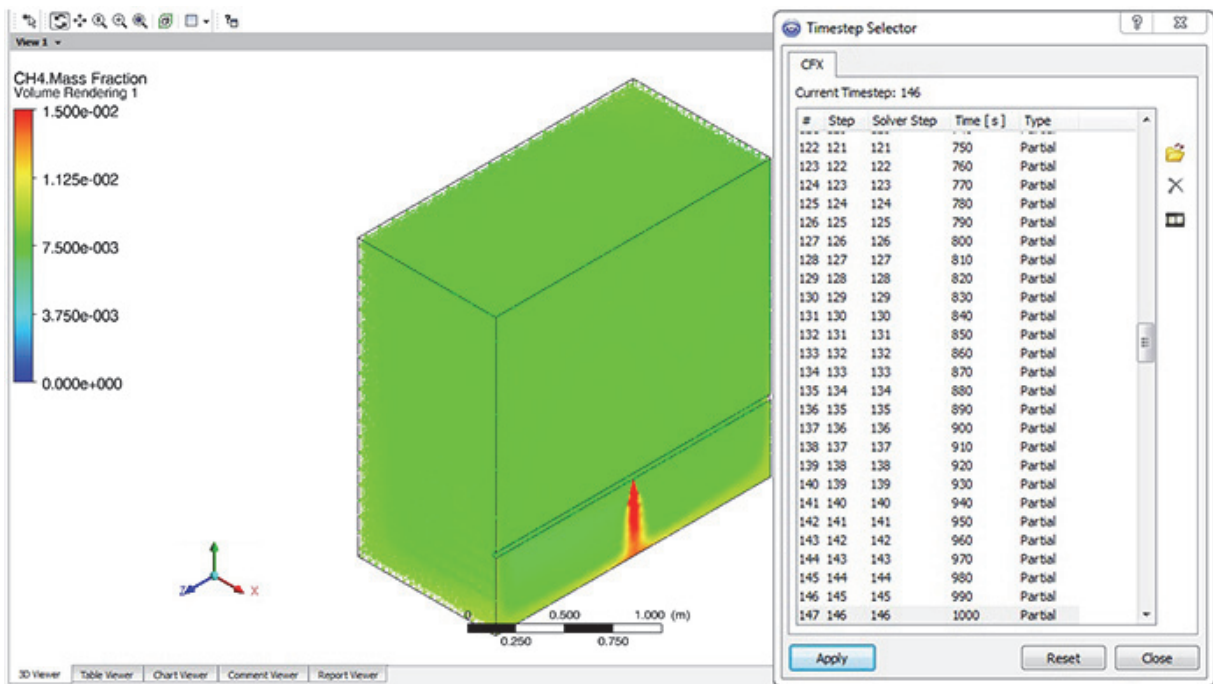 View 1
CH4.Mass Fraction
Volume Rendering 1
1.500e-002
1.125e-002
7.500e-003
3.750e-003
0.000e+000
Z X
0 0.500 1.000 (m)
0.250 0.750
3D Viewer Table Viewer Chart Viewer Comment Viewer Report Viewer
Timestep Selector
CFX
Current Timestep: 146
# Step Solver Step Time [ s ] Type
122 121 121 750 Partial
123 122 122 760 Partial
124 123 123 770 Partial
125 124 124 780 Partial
126 125 125 790 Partial
127 126 126 800 Partial
128 127 127 810 Partial
129 128 128 820 Partial
130 129 129 830 Partial
131 130 130 840 Partial
132 131 131 850 Partial
133 132 132 860 Partial
134 133 133 870 Partial
135 134 134 880 Partial
136 135 135 890 Partial
137 136 136 900 Partial
138 137 137 910 Partial
139 138 138 920 Partial
140 139 139 930 Partial
141 140 140 940 Partial
142 141 141 950 Partial
143 142 142 960 Partial
144 143 143 970 Partial
145 144 144 980 Partial
146 145 145 990 Partial
147 146 146 1000 Partial
Apply Reset Close